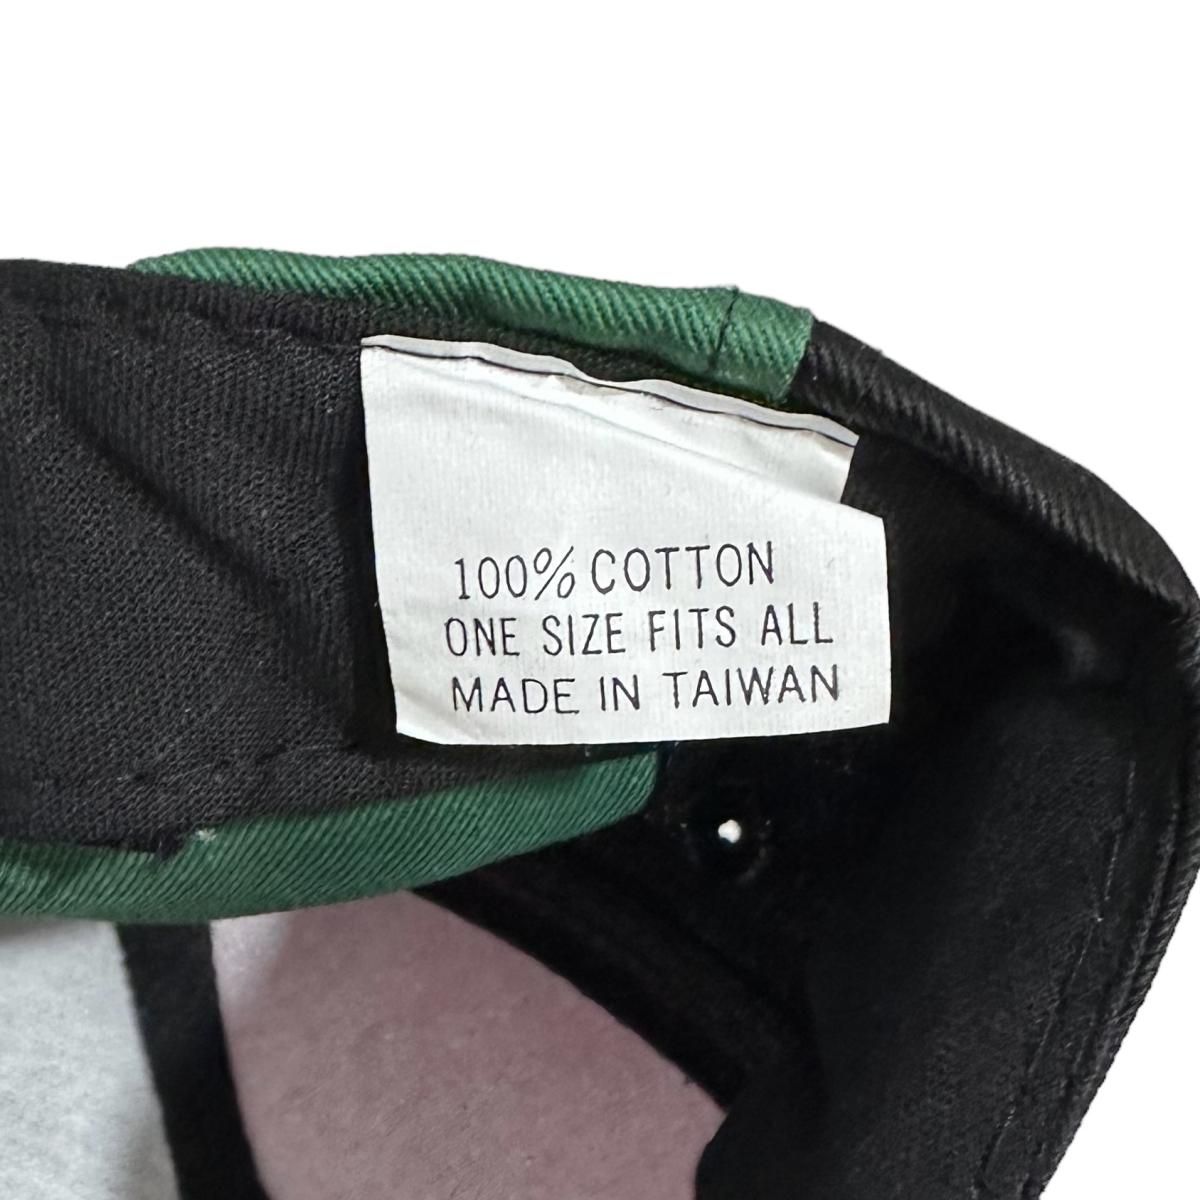 100% COTTON
ONE SIZE FITS ALL
MADE IN TAIWAN